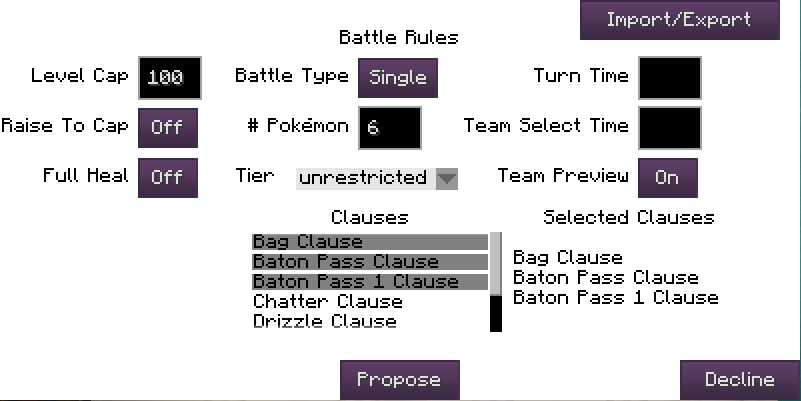 Import/Export
Battle Rules
Level Cap 100 Battle Type Single Turn Time
Raise To Cap Off # Pokémon 6 Team Select Time
Full Heal Off Tier unrestricted Team Preview On
Clauses Selected Clauses
Bag Clause
Baton Pass Clause
Baton Pass 1 Clause
Chatter Clause
Drizzle Clause
Bag Clause
Baton Pass Clause
Baton Pass 1 Clause
Propose Decline